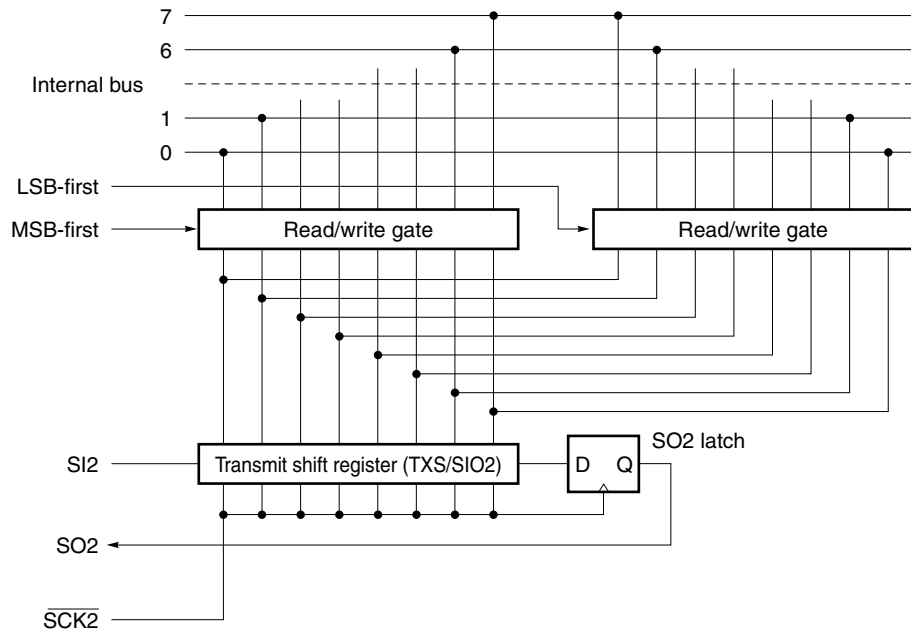 7
6
Internal bus
1
0
LSB-first
MSB-first
Read/write gate
Read/write gate
SO2 latch
SI2
Transmit shift register (TXS/SIO2)
D Q
SO2
SCK2